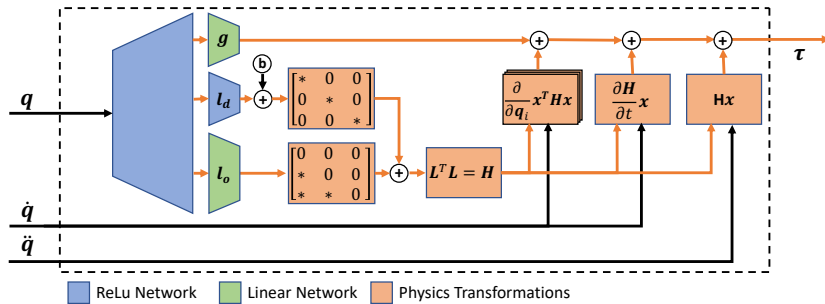 g
τ
b
q
l_d
+
[* 0 0
0 * 0
0 0 *]
∂/∂q_i x^T Hx
∂H/∂t x
Hx
l_o
[0 0 0
* 0 0
* * 0]
+
L^T L = H
+
+
+
q̇
q̈
ReLu Network
Linear Network
Physics Transformations